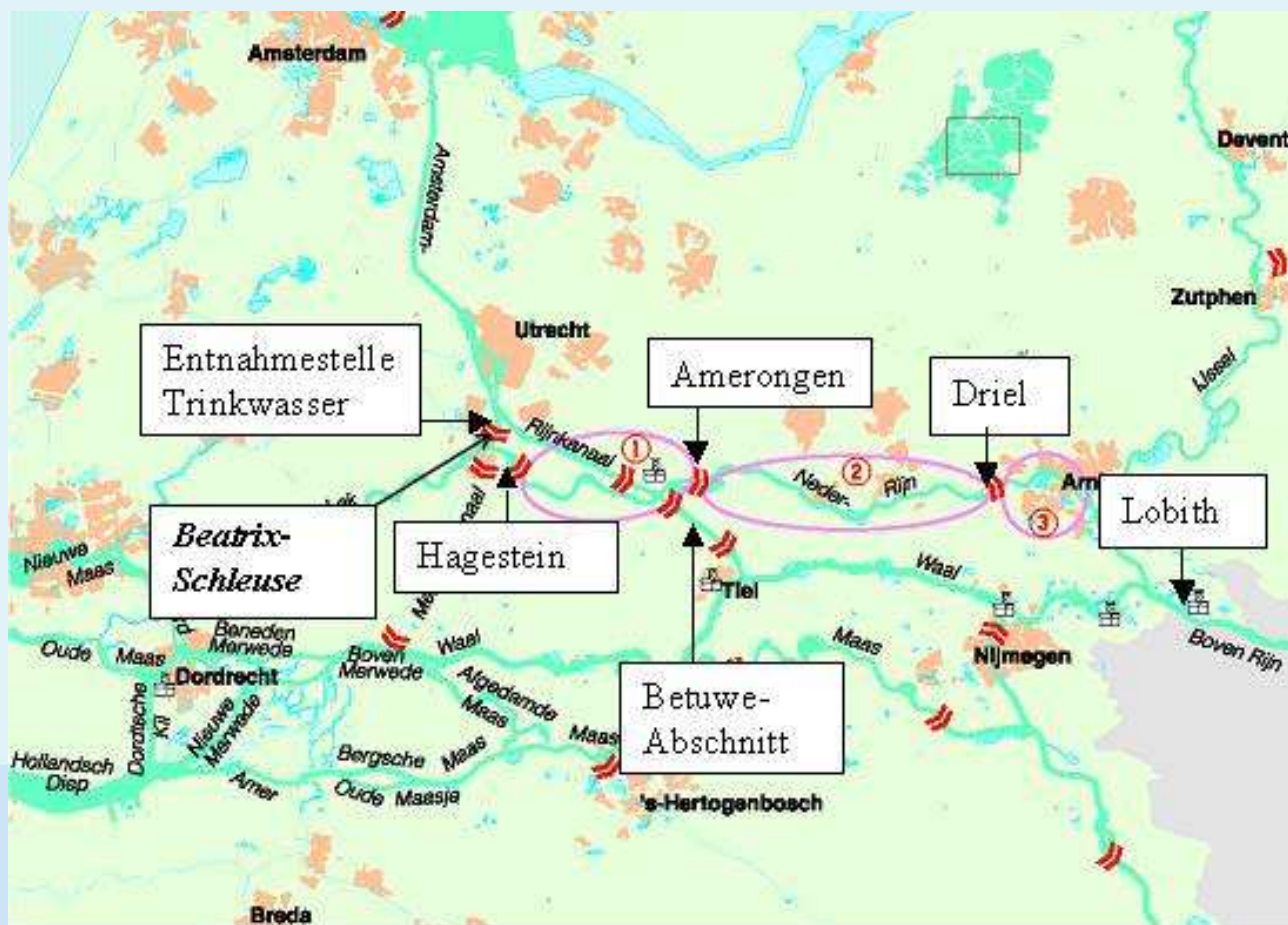 Amsterdam
Devent
Amsterdam-
Zutphen
Utrecht
Entnahmestelle
Trinkwasser
Amerongen
Driel
IJssel
Rijnkanaal
1
2
Neder-
Rijn
3
Lobith
Beatrix-
Schleuse
Hagestein
Nieuwe
Maas
Waal
Tiel
Boven Rijn
Nijmegen
Oude Maas
Beneden
Merwede
Boven
Merwede
Waal
Maas
Dordrecht
Dordtsche
Kil
Nieuwe
Merwede
Afgedamde
Maas
Betuwe-
Abschnitt
Hollandsch
Diep
Amer
Bergsche Maas
Maas
Oude Maasje
's-Hertogenbosch
Breda